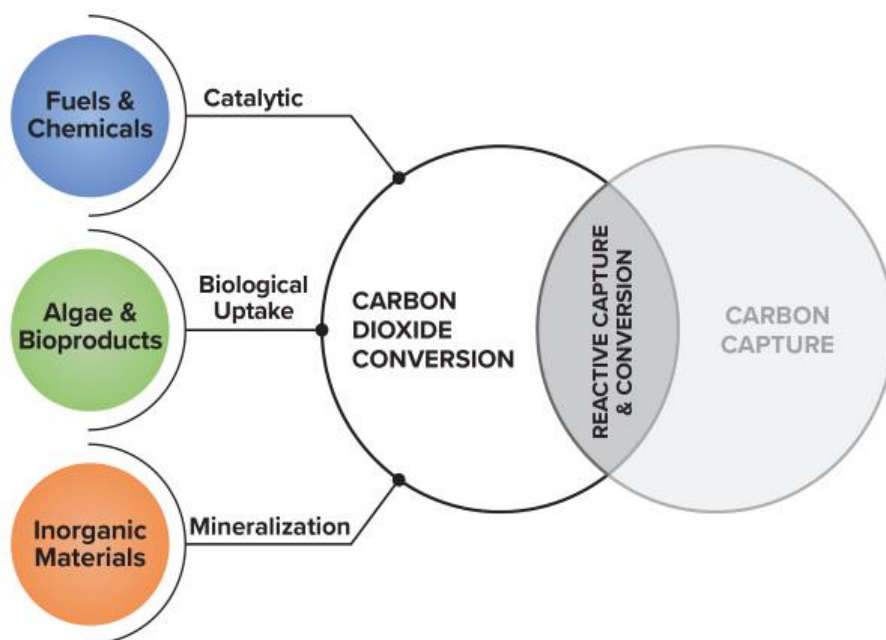 Fuels &
Chemicals
Catalytic
Algae &
Bioproducts
Biological
Uptake
Inorganic
Materials
Mineralization
CARBON
DIOXIDE
CONVERSION
REACTIVE CAPTURE
& CONVERSION
CARBON
CAPTURE